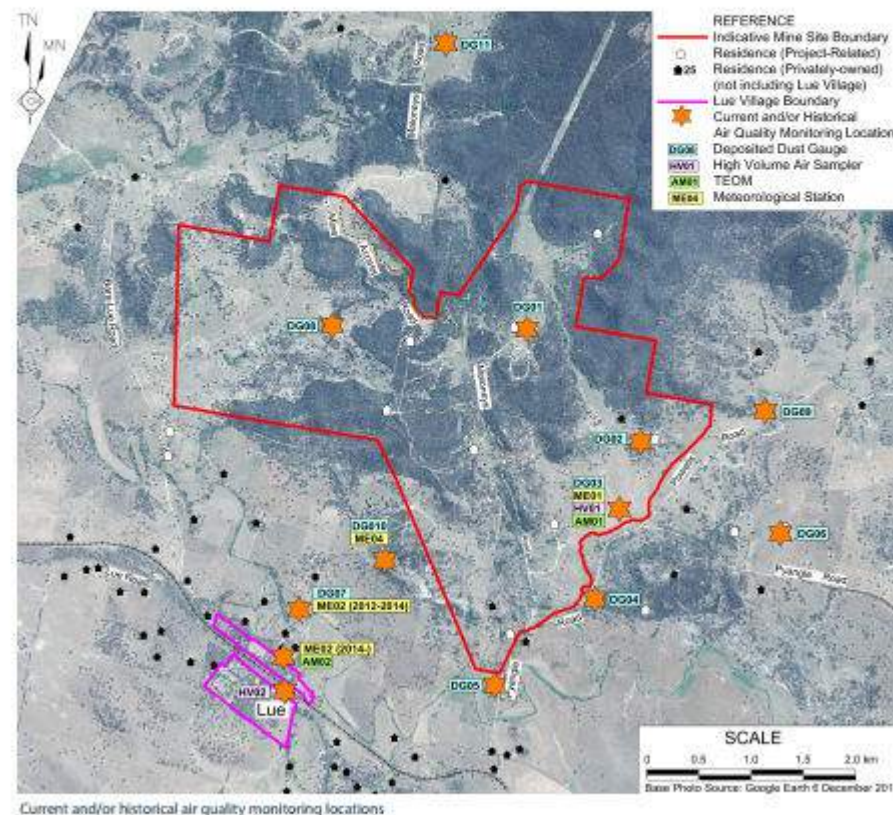 TN
MN
REFERENCE
Indicative Mine Site Boundary
Residence (Project-Related)
25 Residence (Privately-owned)
(not including Lue Village)
Lue Village Boundary
Current and/or Historical
Air Quality Monitoring Location
DG06 Deposited Dust Gauge
HV01 High Volume Air Sampler
AM01 TEOM
ME04 Meteorological Station
DG11
DG01
DG02
DG03
ME01
HV01
AM01
Road
DG06
Road
DG010
ME04
DG07
ME02 (2012-2014)
DG04
Road
ME02 (2014-)
AM02
HV02
Lue
DG05
SCALE
0 0.5 1.0 1.5 2.0 km
Base Photo Source: Google Earth 6 December 201
Current and/or historical air quality monitoring locations